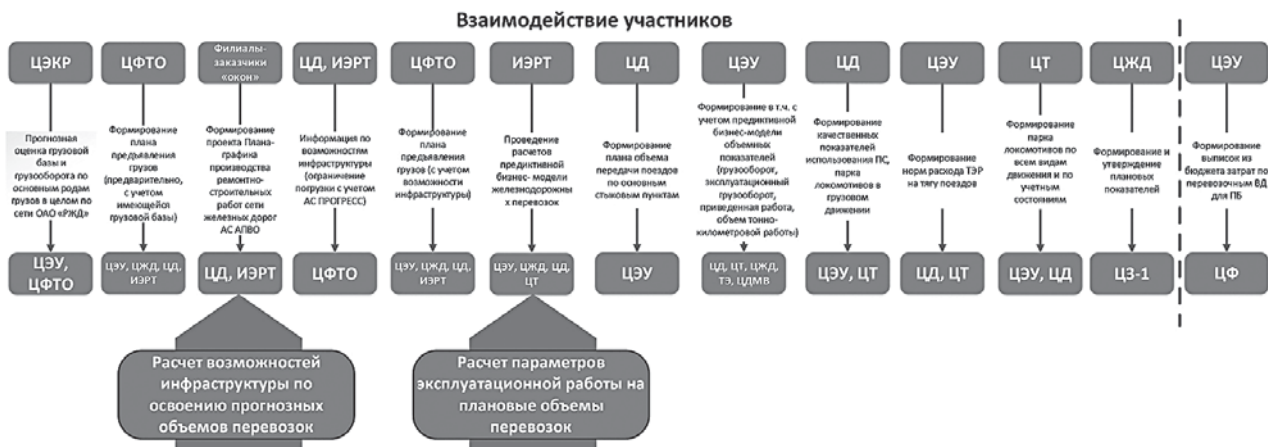 Взаимодействие участников
ЦЭКР
ЦФТО
Филиалы-
заказчики
«окон»
ЦД, ИЭРТ
ЦФТО
ИЭРТ
ЦД
ЦЭУ
ЦД
ЦЭУ
ЦТ
ЦЖД
ЦЭУ
Прогнозная
оценка грузовой
базы и
грузооборота по
основным родам
грузов в целом по
сети ОАО «РЖД»
Формирование
плана
предъявления
грузов
(предварительно,
с учетом
имеющейся
грузовой базы)
Формирование
проекта Плана-
графика
производства
ремонтно-
строительных
работ сети
железных дорог
АС АПВО
Информация по
возможностям
инфраструктуры
(ограничение
погрузки с учетом
АС ПРОГРЕСС)
Формирование
плана
предъявления
грузов (с учетом
возможности
инфраструктуры)
Проведение
расчетов
предиктивной
бизнес- модели
железнодорожны
х перевозок
Формирование
плана объема
передачи поездов
по основным
стыковым пунктам
Формирование в т.ч. с
учетом предиктивной
бизнес-модели
объемных
показателей
(грузооборот,
эксплуатационный
грузооборот,
приведенная работа,
объем тонно-
километровой работы)
Формирование
качественных
показателей
использования ПС,
парка
локомотивов в
грузовом
движении
Формирование
норм расхода ТЭР
на тягу поездов
Формирование
парка
локомотивов по
всем видам
движения и по
учетным
состояниям
Формирование и
утверждение
плановых
показателей
Формирование
выписок из
бюджета затрат по
перевозочным ВД
для ПБ
ЦЭУ,
ЦФТО
ЦЭУ, ЦЖД, ЦД,
ИЭРТ
ЦД, ИЭРТ
ЦФТО
ЦЭУ, ЦЖД, ЦД,
ИЭРТ
ЦЭУ, ЦЖД, ЦД,
ЦТ
ЦЭУ
ЦД, ЦТ, ЦЖД,
ТЭ, ЦДМВ
ЦЭУ, ЦТ
ЦД, ЦТ
ЦЭУ, ЦД
ЦЗ-1
ЦФ
Расчет возможностей
инфраструктуры по
освоению прогнозных
объемов перевозок
Расчет параметров
эксплуатационной работы на
плановые объемы
перевозок